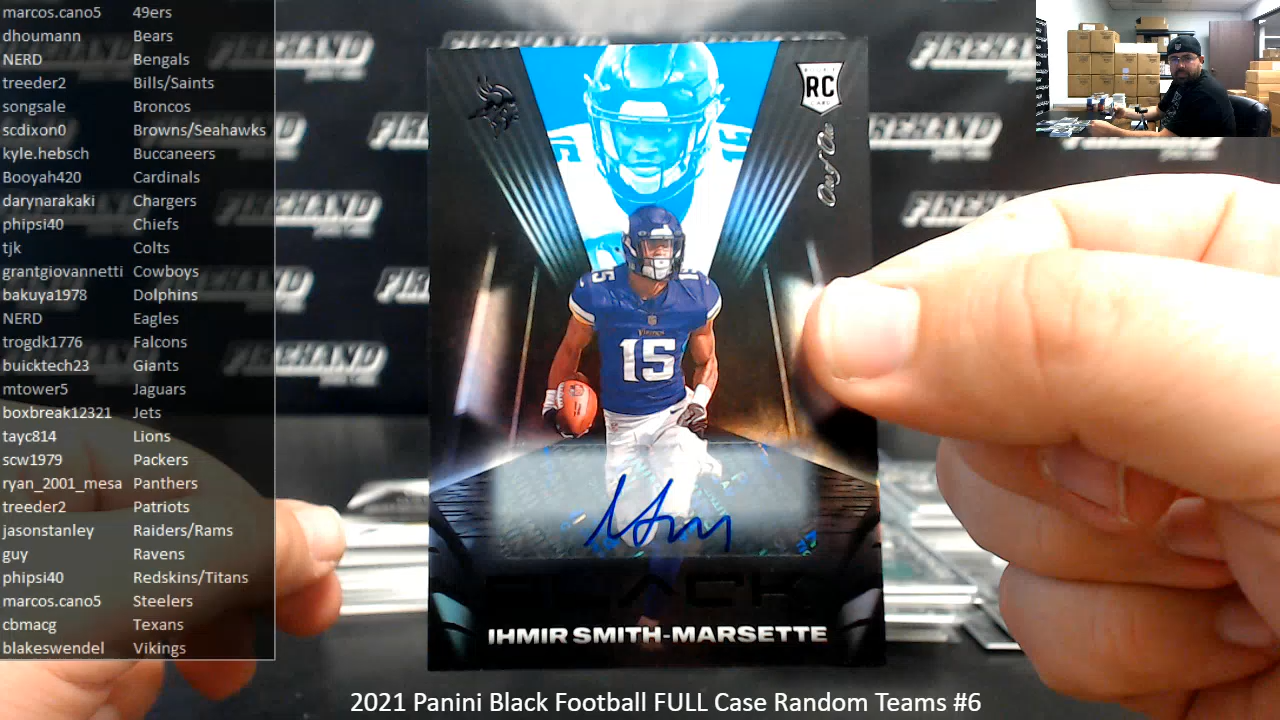 marcos.cano5 49ers
dhoumann Bears
NERD Bengals
treeder2 Bills/Saints
songsale Broncos
scdixon0 Browns/Seahawks
kyle.hebsch Buccaneers
Booyah420 Cardinals
darynarakaki Chargers
phipsi40 Chiefs
tjk Colts
grantgiovannetti Cowboys
bakuya1978 Dolphins
NERD Eagles
trogdk1776 Falcons
buicktech23 Giants
mtower5 Jaguars
boxbreak12321 Jets
tayc814 Lions
scw1979 Packers
ryan_2001_mesa Panthers
treeder2 Patriots
jasonstanley Raiders/Rams
guy Ravens
phipsi40 Redskins/Titans
marcos.cano5 Steelers
cbmacg Texans
blakeswendel Vikings
FIREHAND
RC
One of One
15
BLACK
IHMIR SMITH-MARSETTE
2021 Panini Black Football FULL Case Random Teams #6